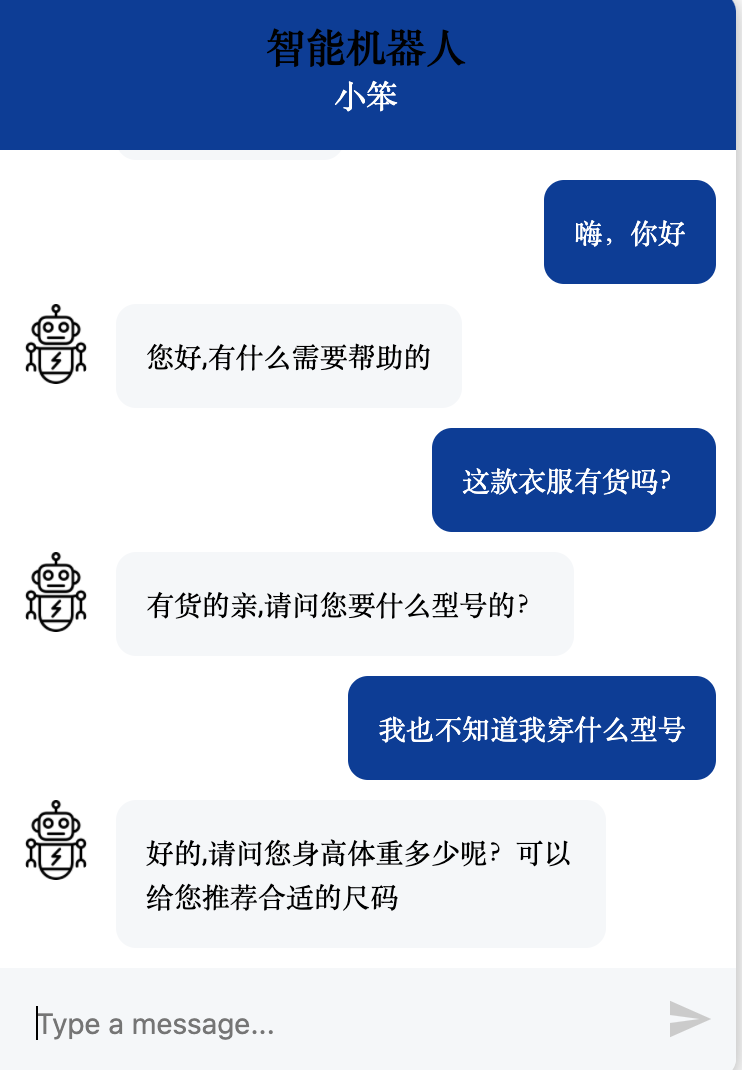 智能机器人
小笨
嗨，你好
您好,有什么需要帮助的
这款衣服有货吗？
有货的亲,请问您要什么型号的？
我也不知道我穿什么型号
好的,请问您身高体重多少呢？可以
给您推荐合适的尺码
Type a message...